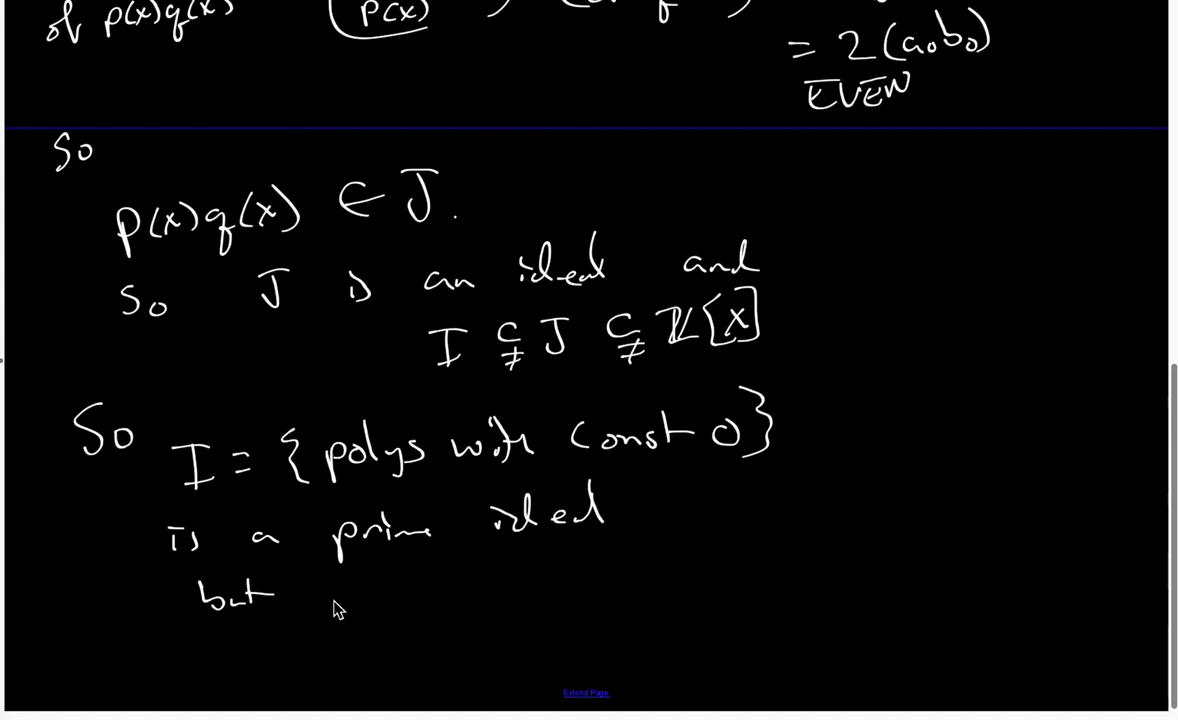 of p(x)q(x) p(x)
= 2(a₀b₀)
EVEN
So
p(x)q(x) ∈ J.
So J is an ideal and
I ⊊ J ⊊ ℤ[x]
So I = {polys with const 0}
is a prime ideal
but
Extend Page